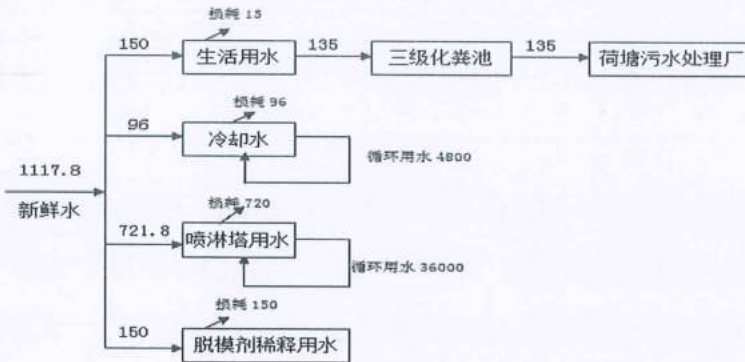 损耗 15
150
生活用水
135
三级化粪池
135
荷塘污水处理厂
损耗 96
96
冷却水
循环用水 4800
1117.8
新鲜水
损耗 720
721.8
喷淋塔用水
循环用水 36000
损耗 150
150
脱模剂稀释用水